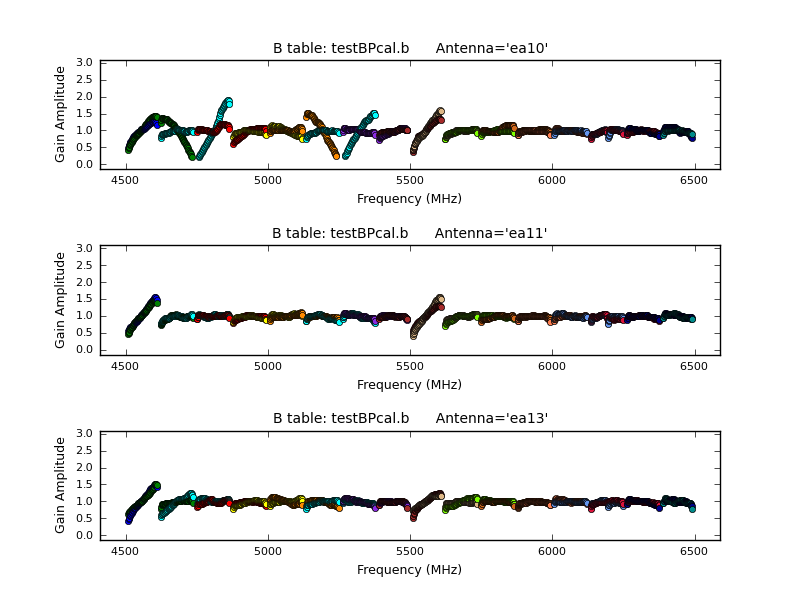 B table: testBPcal.b      Antenna='ea10'
3.0
2.5
2.0
1.5
1.0
0.5
0.0
Gain Amplitude
4500 5000 5500 6000 6500
Frequency (MHz)
B table: testBPcal.b      Antenna='ea11'
3.0
2.5
2.0
1.5
1.0
0.5
0.0
Gain Amplitude
4500 5000 5500 6000 6500
Frequency (MHz)
B table: testBPcal.b      Antenna='ea13'
3.0
2.5
2.0
1.5
1.0
0.5
0.0
Gain Amplitude
4500 5000 5500 6000 6500
Frequency (MHz)